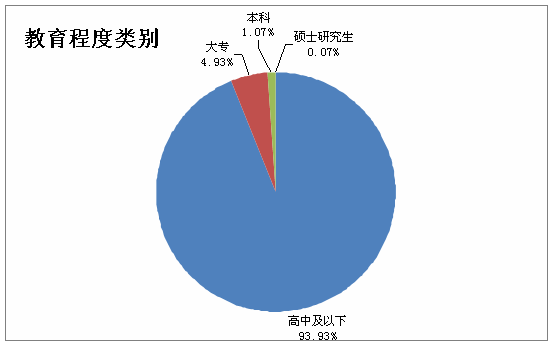 教育程度类别
本科
1.07%
硕士研究生
0.07%
大专
4.93%
高中及以下
93.93%